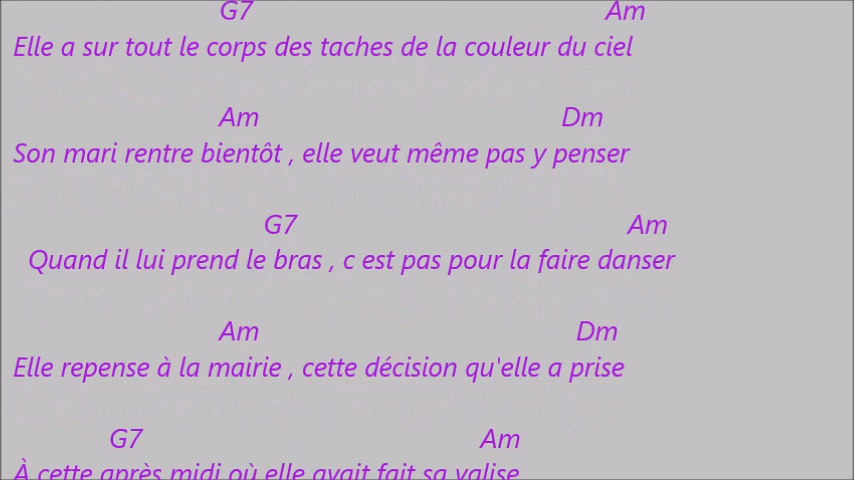 G7 Am
Elle a sur tout le corps des taches de la couleur du ciel
Am Dm
Son mari rentre bientôt , elle veut même pas y penser
G7 Am
Quand il lui prend le bras , c est pas pour la faire danser
Am Dm
Elle repense à la mairie , cette décision qu'elle a prise
G7 Am
À cette après midi où elle avait fait sa valise